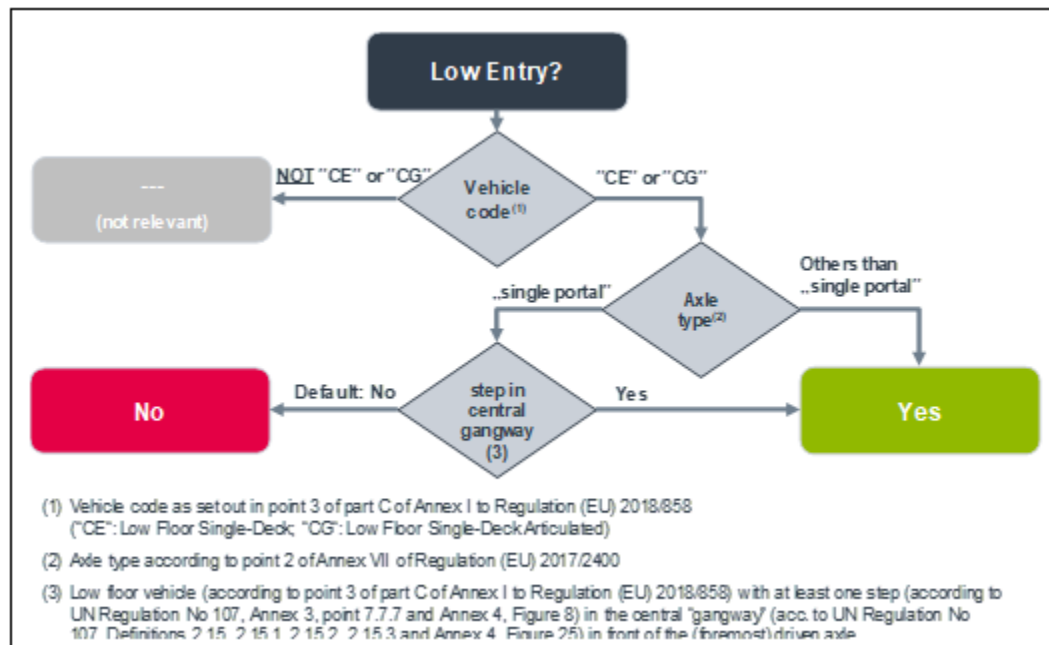 Low Entry?
NOT "CE" or "CG"
"CE" or "CG"
---
(not relevant)
Vehicle
code(1)
Others than
„single portal"
„single portal"
Axle
type(2)
Default: No
step in
central
gangway
(3)
Yes
No
Yes
(1) Vehicle code as set out in point 3 of part C of Annex I to Regulation (EU) 2018/858
("CE": Low Floor Single-Deck; "CG": Low Floor Single-Deck Articulated)
(2) Axle type according to point 2 of Annex VII of Regulation (EU) 2017/2400
(3) Low floor vehicle (according to point 3 of part C of Annex I to Regulation (EU) 2018/858) with at least one step (according to
UN Regulation No 107, Annex 3, point 7.7.7 and Annex 4, Figure 8) in the central "gangway" (acc. to UN Regulation No
107, Definitions 2.15, 2.15.1, 2.15.2, 2.15.3 and Annex 4, Figure 25) in front of the (foremost) driven axle